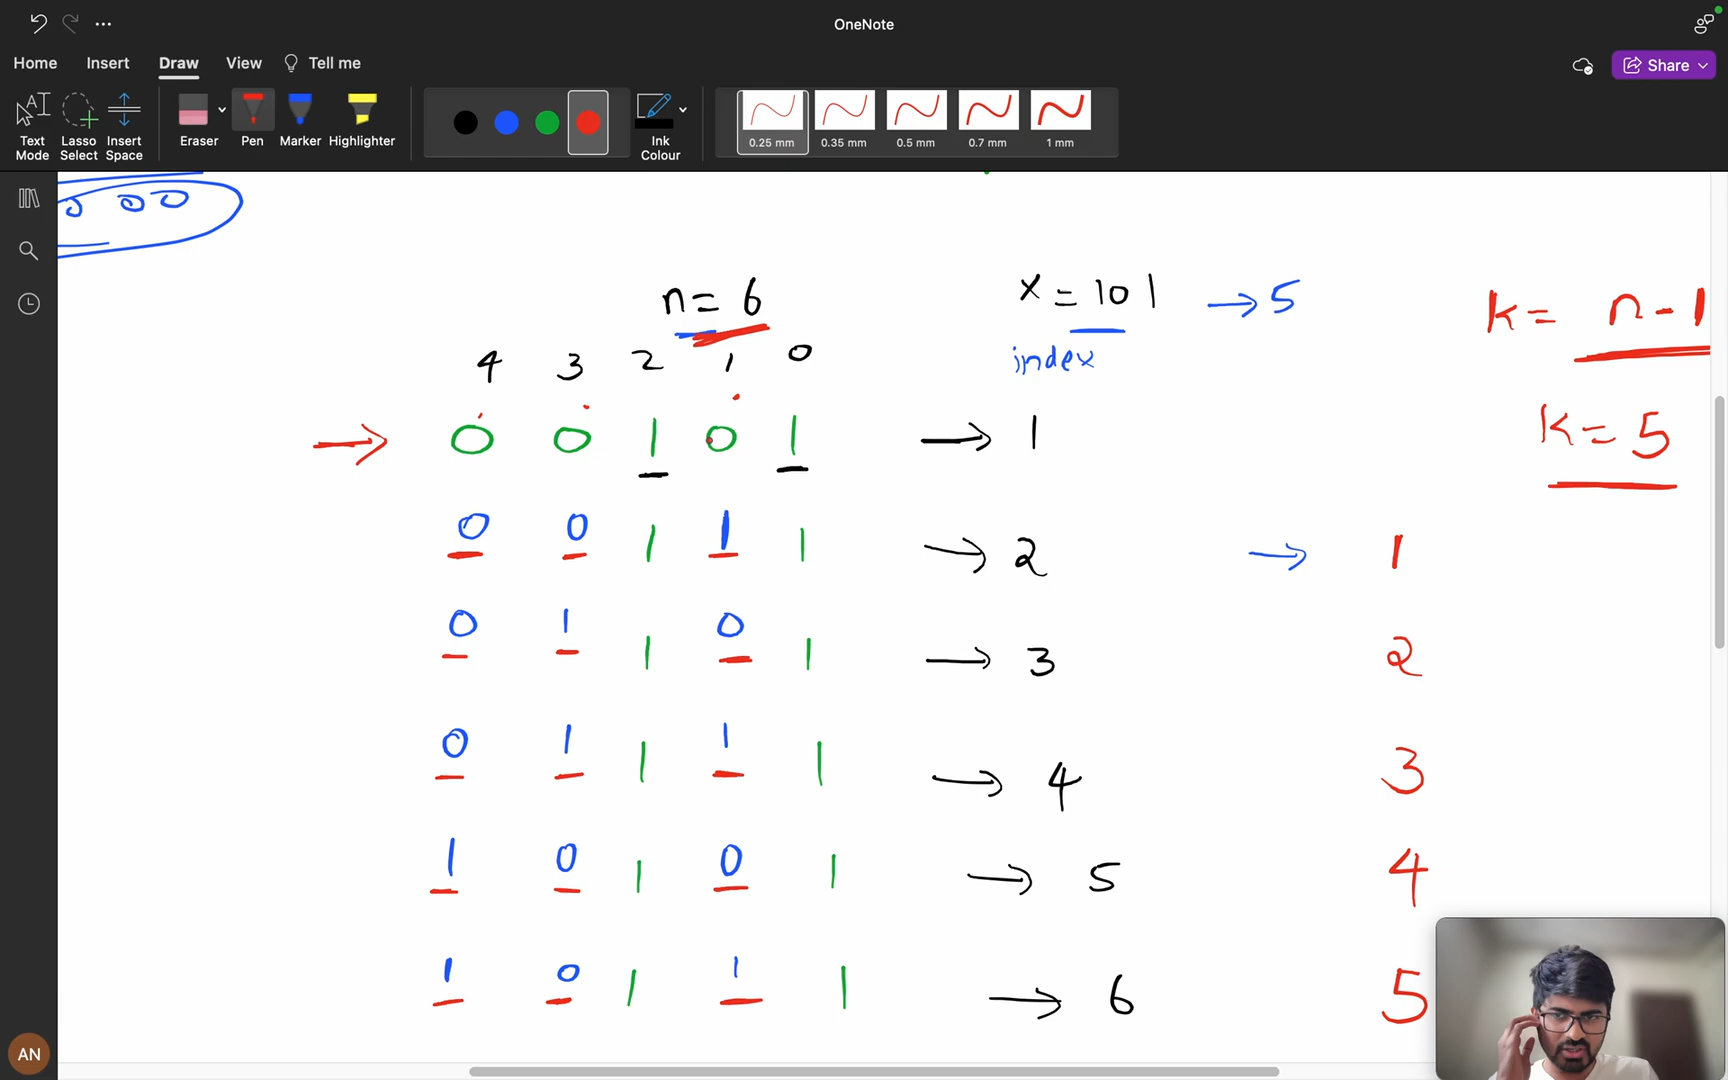 OneNote
Home Insert Draw View Tell me
Share
Text Mode
Lasso Select
Insert Space
Eraser
Pen
Marker
Highlighter
Ink Colour
0.25 mm
0.35 mm
0.5 mm
0.7 mm
1 mm
n = 6
x = 101 → 5
k = n - 1
4 3 2 1 0
index
0 0 1 0 1 → 1
k = 5
0 0 1 1 1 → 2 → 1
0 1 1 0 1 → 3 2
0 1 1 1 1 → 4 3
1 0 1 0 1 → 5 4
1 0 1 1 1 → 6 5
AN